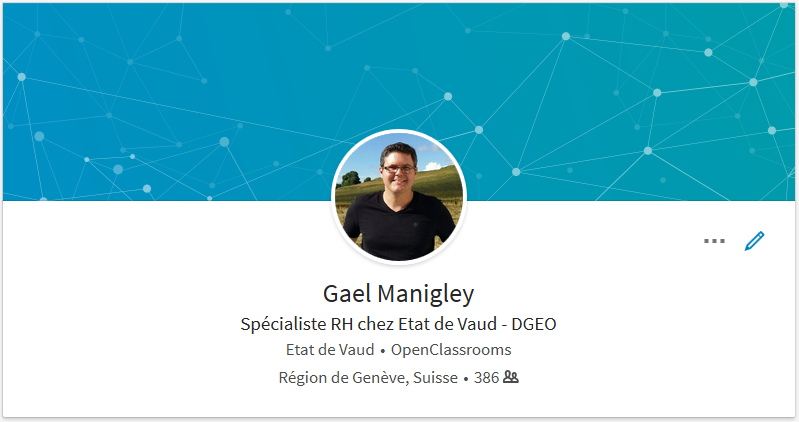 Gael Manigley
Spécialiste RH chez Etat de Vaud - DGEO
Etat de Vaud • OpenClassrooms
Région de Genève, Suisse • 386